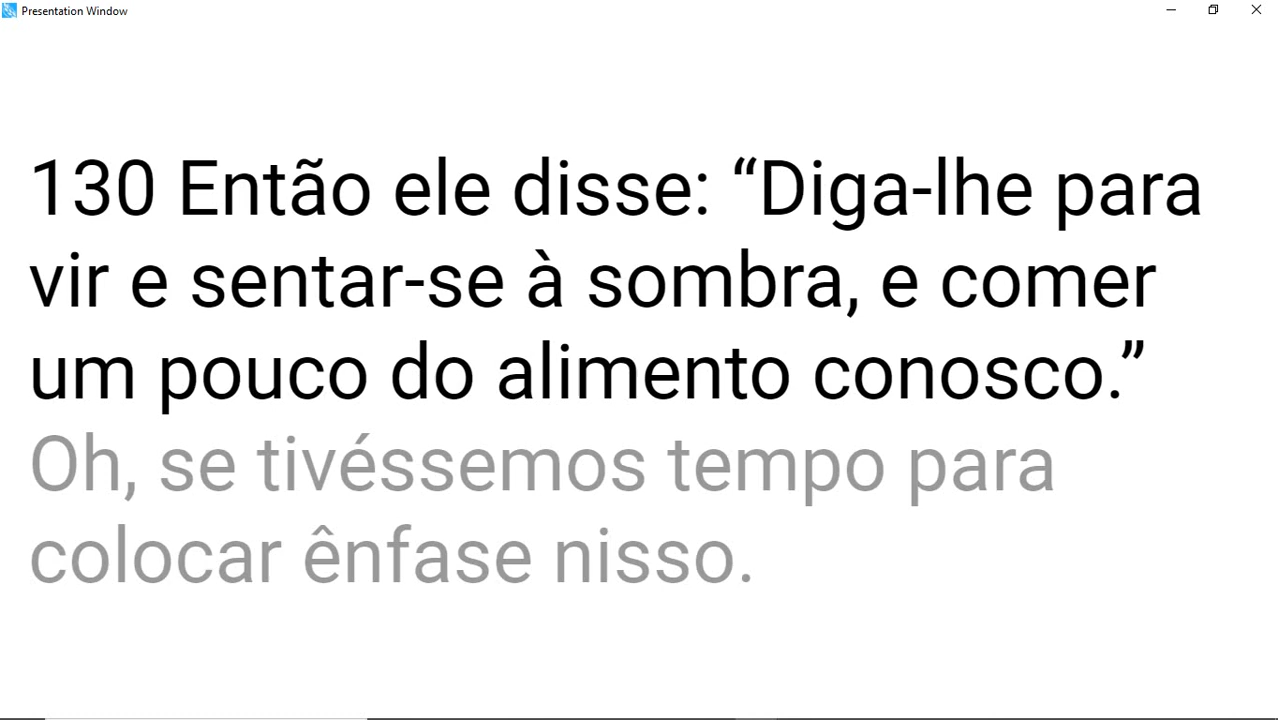 Presentation Window
130 Então ele disse: “Diga-lhe para
vir e sentar-se à sombra, e comer
um pouco do alimento conosco.”
Oh, se tivéssemos tempo para
colocar ênfase nisso.